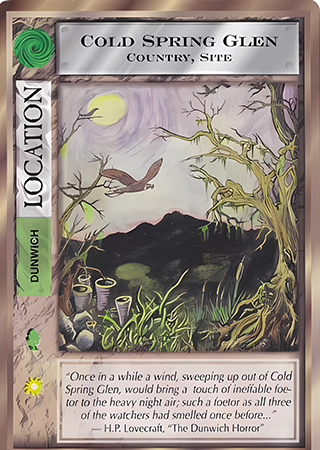 COLD SPRING GLEN
COUNTRY, SITE
LOCATION
DUNWICH
"Once in a while a wind, sweeping up out of Cold
Spring Glen, would bring a touch of ineffable foe-
tor to the heavy night air; such a foetor as all three
of the watchers had smelled once before..."
— H.P. Lovecraft, "The Dunwich Horror"